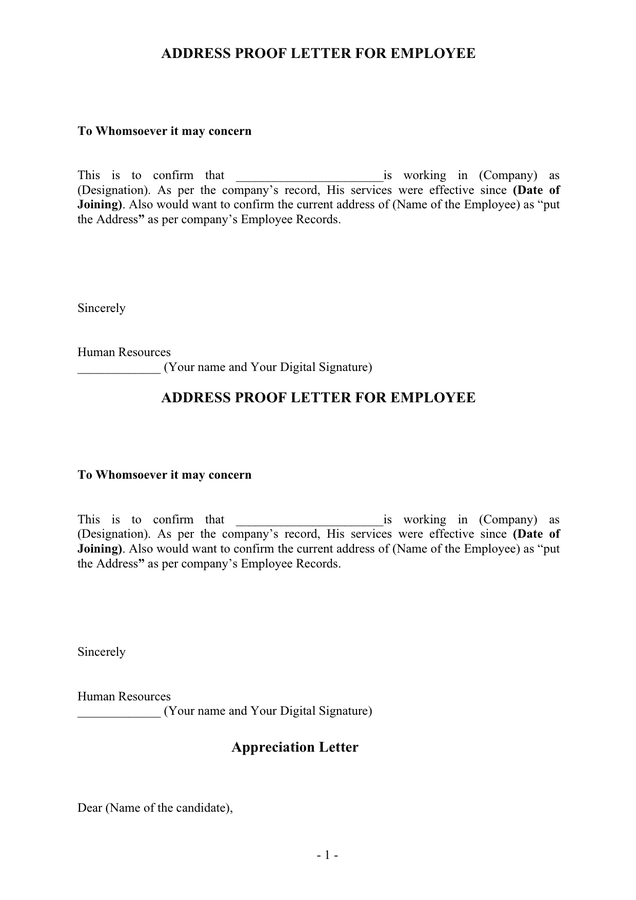 ADDRESS PROOF LETTER FOR EMPLOYEE
To Whomsoever it may concern
This is to confirm that _______________________is working in (Company) as
(Designation). As per the company’s record, His services were effective since (Date of
Joining). Also would want to confirm the current address of (Name of the Employee) as “put
the Address” as per company’s Employee Records.
Sincerely
Human Resources
_____________ (Your name and Your Digital Signature)
ADDRESS PROOF LETTER FOR EMPLOYEE
To Whomsoever it may concern
This is to confirm that _______________________is working in (Company) as
(Designation). As per the company’s record, His services were effective since (Date of
Joining). Also would want to confirm the current address of (Name of the Employee) as “put
the Address” as per company’s Employee Records.
Sincerely
Human Resources
_____________ (Your name and Your Digital Signature)
Appreciation Letter
Dear (Name of the candidate),
- 1 -